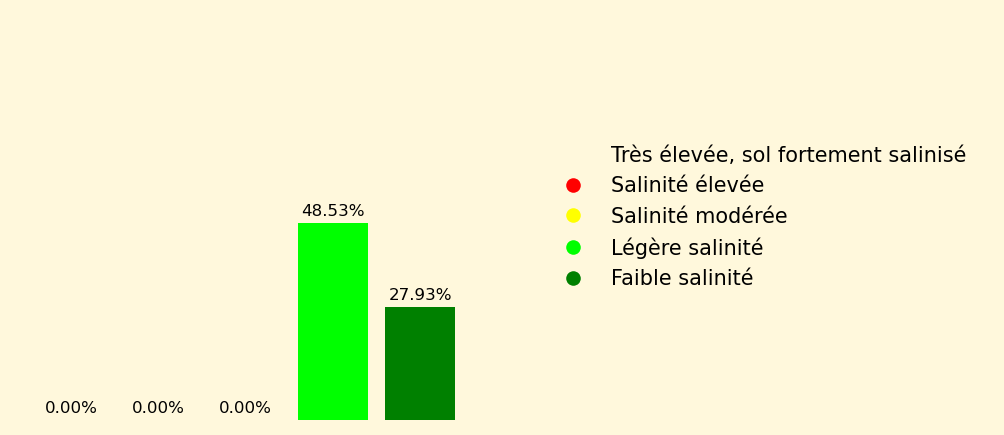 Très élevée, sol fortement salinisé
Salinité élevée
Salinité modérée
48.53%
Légère salinité
Faible salinité
27.93%
0.00% 0.00% 0.00%